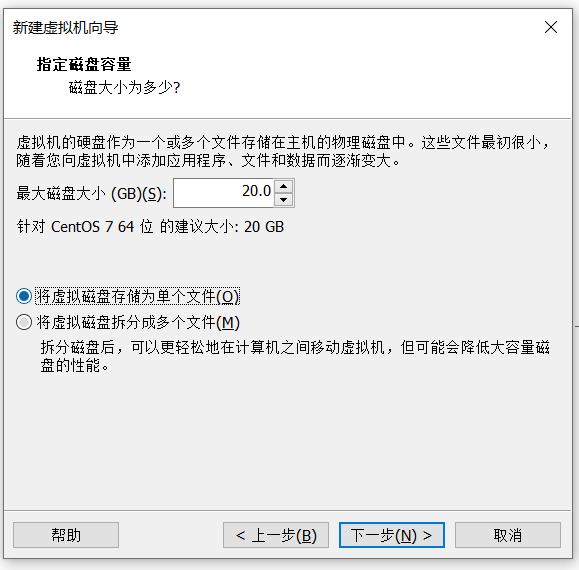 新建虚拟机向导
指定磁盘容量
磁盘大小为多少?
虚拟机的硬盘作为一个或多个文件存储在主机的物理磁盘中。这些文件最初很小，
随着您向虚拟机中添加应用程序、文件和数据而逐渐变大。
最大磁盘大小 (GB)(S): 20.0
针对 CentOS 7 64 位 的建议大小: 20 GB
将虚拟磁盘存储为单个文件(O)
将虚拟磁盘拆分成多个文件(M)
拆分磁盘后，可以更轻松地在计算机之间移动虚拟机，但可能会降低大容量磁
盘的性能。
帮助 < 上一步(B) 下一步(N) > 取消